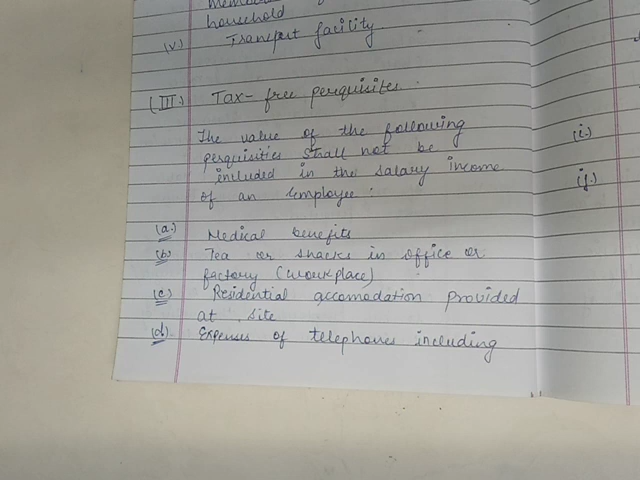 household
(v) Transport facility
(III.) Tax-free perquisites.
The value of the following
perquisities shall not be
included in the salary income
of an employee :
(a.) Medical benefits
(b) Tea or snacks in office or
factory (workplace)
(c) Residential accomodation provided
at site
(d.) Expenses of telephones including
(i.)
(j.)